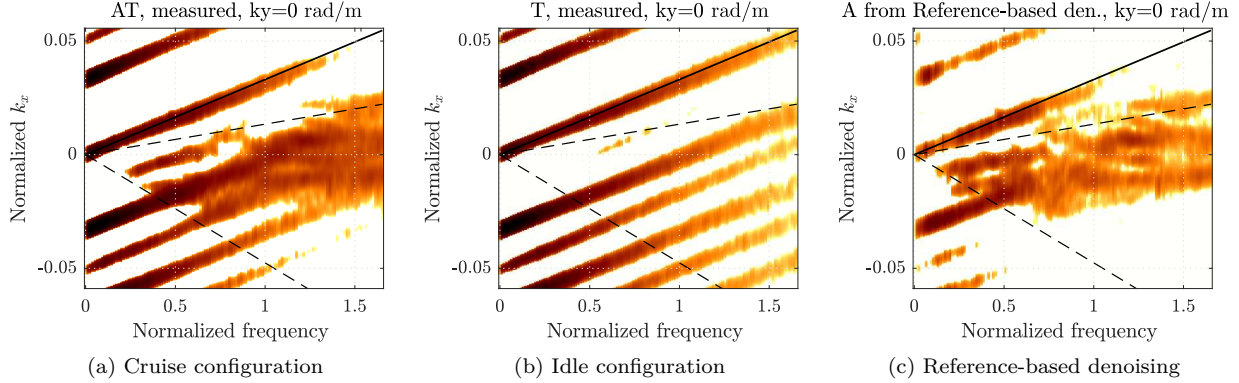 AT, measured, ky=0 rad/m
0.05
0
-0.05
Normalized kx
0
0.5
1
1.5
Normalized frequency
(a) Cruise configuration
T, measured, ky=0 rad/m
0.05
0
-0.05
Normalized kx
0
0.5
1
1.5
Normalized frequency
(b) Idle configuration
A from Reference-based den., ky=0 rad/m
0.05
0
-0.05
Normalized kx
0
0.5
1
1.5
Normalized frequency
(c) Reference-based denoising